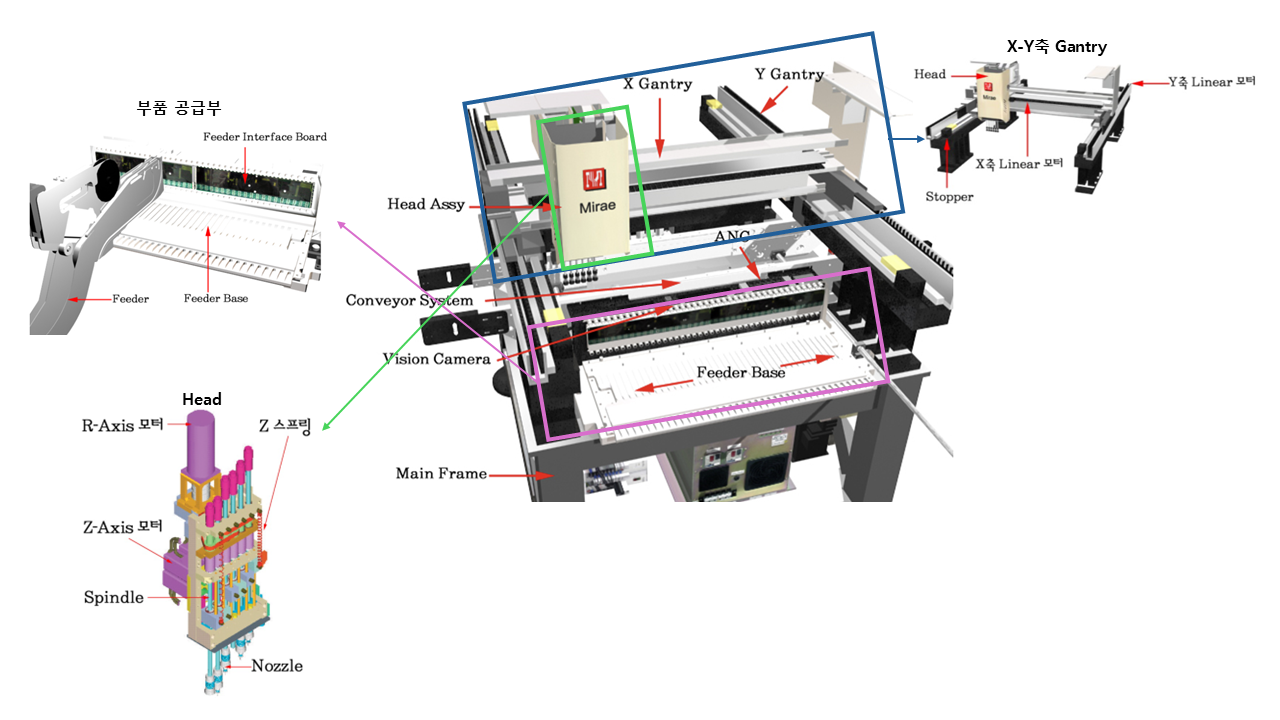 X-Y축 Gantry
Head
Mirae
Y축 Linear 모터
X축 Linear 모터
Stopper
부품 공급부
Feeder Interface Board
Feeder
Feeder Base
X Gantry
Y Gantry
Head Assy
Mirae
ANC
Conveyor System
Vision Camera
Feeder Base
Main Frame
Head
R-Axis 모터
Z 스프링
Z-Axis 모터
Spindle
Nozzle